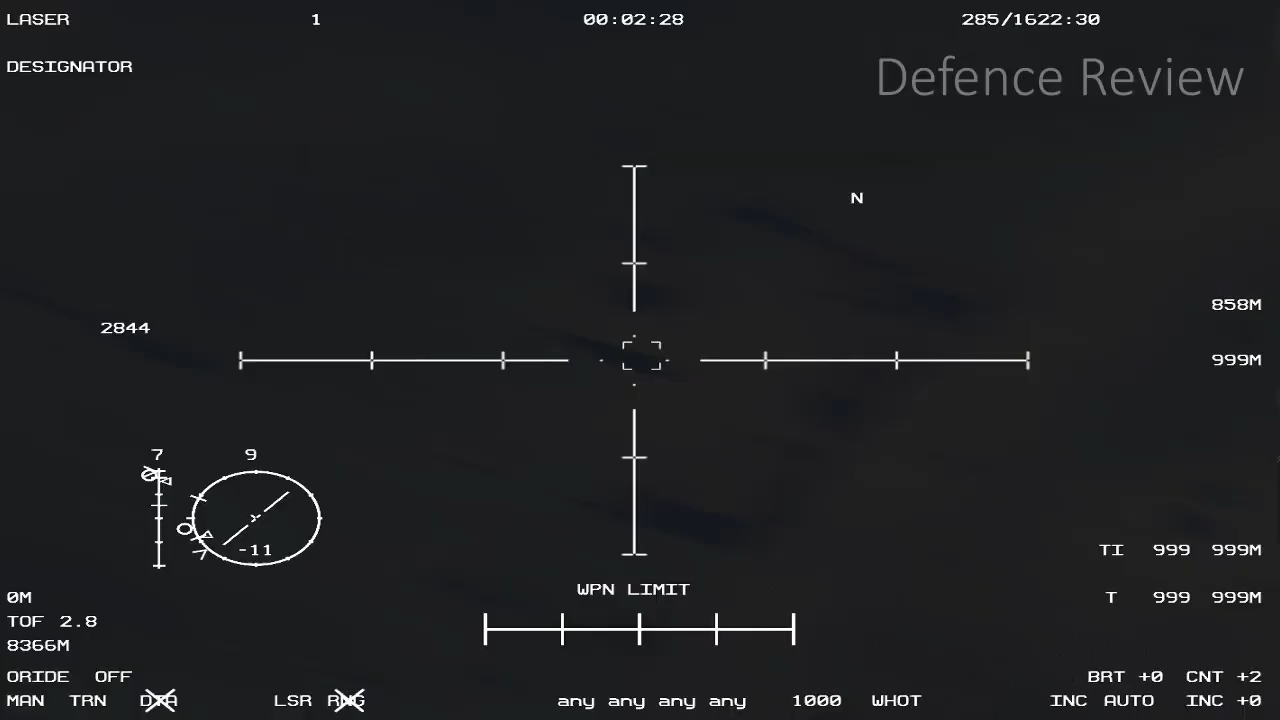 LASER 1 00:02:28 285/1622:30
DESIGNATOR
Defence Review
N
858M
2844
999M
7 9
-11
TI 999 999M
WPN LIMIT
0M
T 999 999M
TOF 2.8
8366M
ORIDE OFF
BRT +0 CNT +2
MAN TRN DTA LSR RNG any any any any 1000 WHOT INC AUTO INC +0